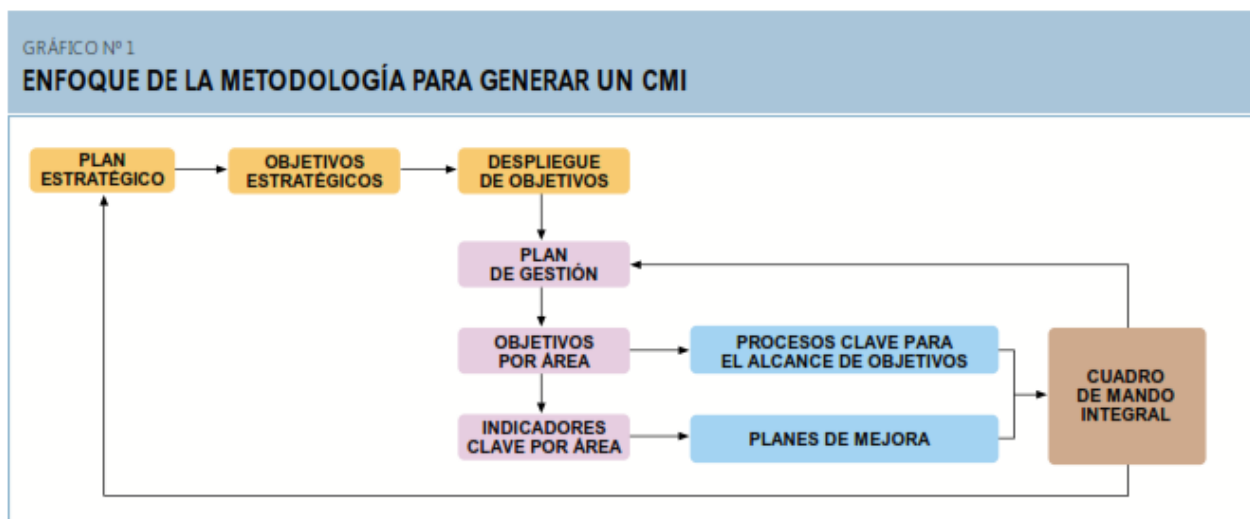 GRÁFICO Nº 1
ENFOQUE DE LA METODOLOGÍA PARA GENERAR UN CMI
PLAN
ESTRATÉGICO
OBJETIVOS
ESTRATÉGICOS
DESPLIEGUE
DE OBJETIVOS
PLAN
DE GESTIÓN
OBJETIVOS
POR ÁREA
PROCESOS CLAVE PARA
EL ALCANCE DE OBJETIVOS
CUADRO
DE MANDO
INTEGRAL
INDICADORES
CLAVE POR ÁREA
PLANES DE MEJORA